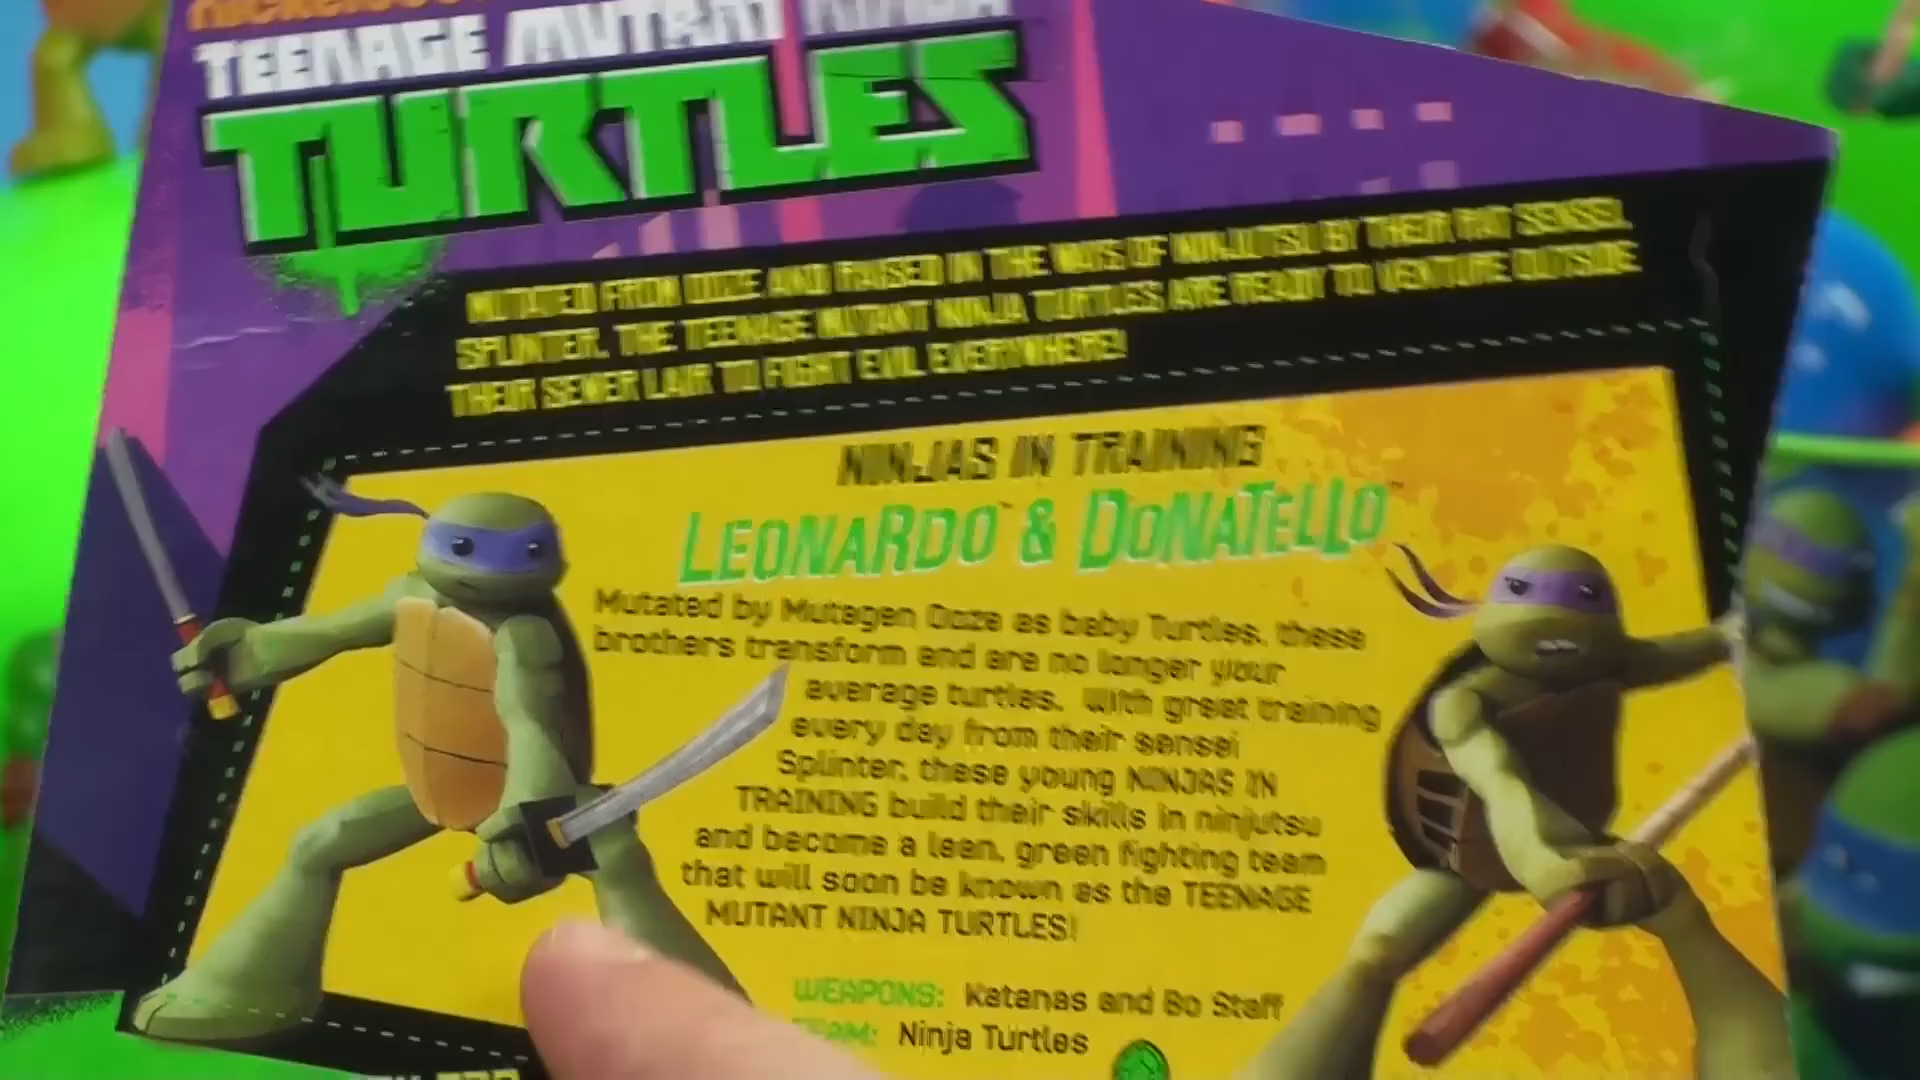 TEENAGE MUTANT NINJA
TURTLES
MUTATED FROM OOZE AND RAISED IN THE WAYS OF NINJUTSU BY THEIR RAT SENSEI,
SPLINTER, THE TEENAGE MUTANT NINJA TURTLES ARE READY TO VENTURE OUTSIDE
THEIR SEWER LAIR TO FIGHT EVIL EVERYWHERE!
NINJAS IN TRAINING
LEONARDO™ & DONATELLO™
Mutated by Mutagen Ooze as baby Turtles, these
brothers transform and are no longer your
average turtles. With great training
every day from their sensei
Splinter, these young NINJAS IN
TRAINING build their skills in ninjutsu
and become a lean, green fighting team
that will soon be known as the TEENAGE
MUTANT NINJA TURTLES!
WEAPONS: Katanas and Bo Staff
TEAM: Ninja Turtles